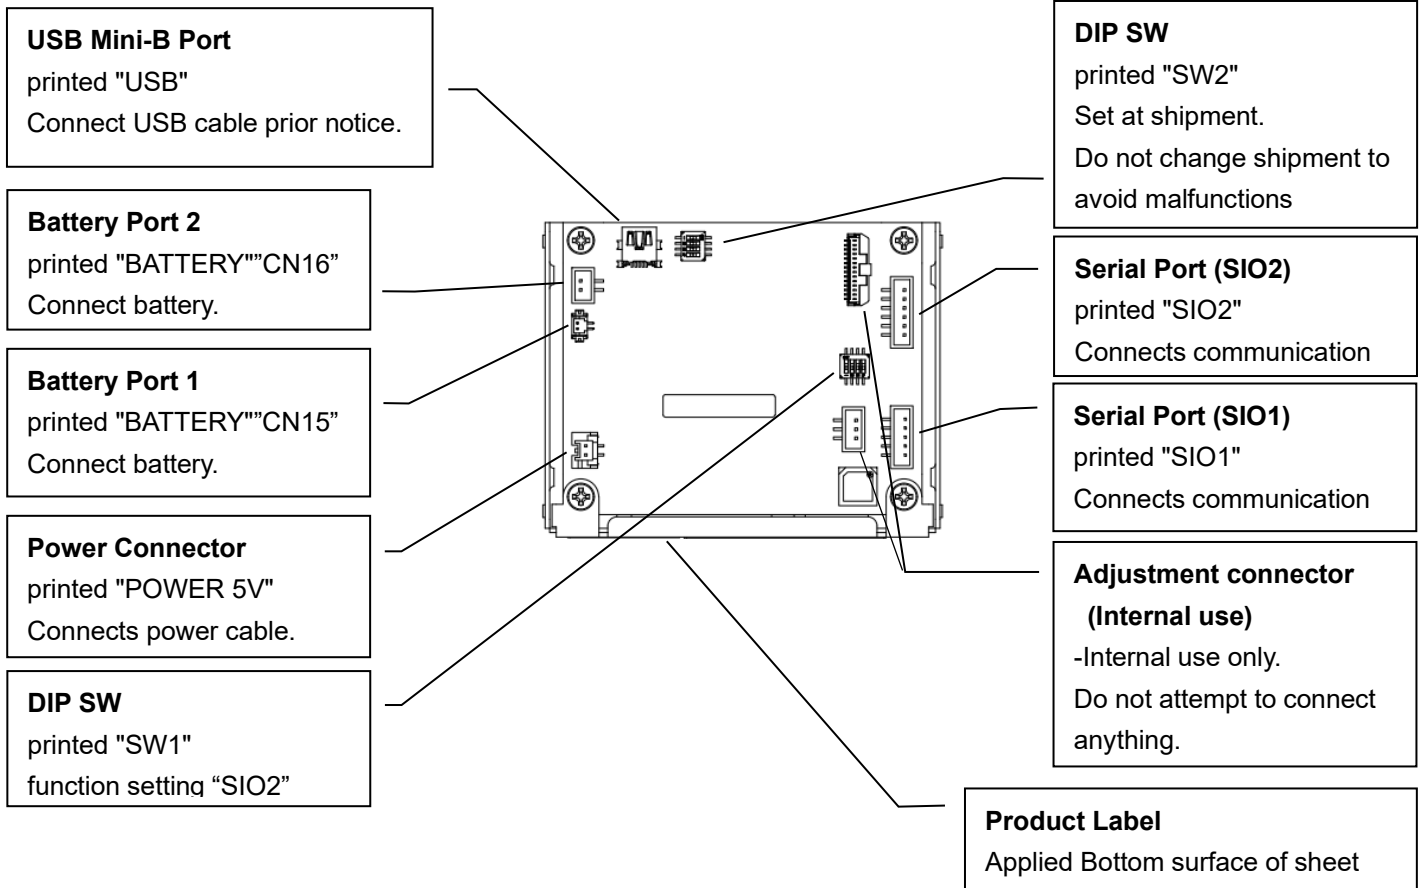 USB Mini-B Port
printed "USB"
Connect USB cable prior notice.
Battery Port 2
printed "BATTERY"”CN16”
Connect battery.
Battery Port 1
printed "BATTERY"”CN15”
Connect battery.
Power Connector
printed "POWER 5V"
Connects power cable.
DIP SW
printed "SW1"
function setting “SIO2”
DIP SW
printed "SW2"
Set at shipment.
Do not change shipment to
avoid malfunctions
Serial Port (SIO2)
printed "SIO2"
Connects communication
Serial Port (SIO1)
printed "SIO1"
Connects communication
Adjustment connector
(Internal use)
-Internal use only.
Do not attempt to connect
anything.
Product Label
Applied Bottom surface of sheet